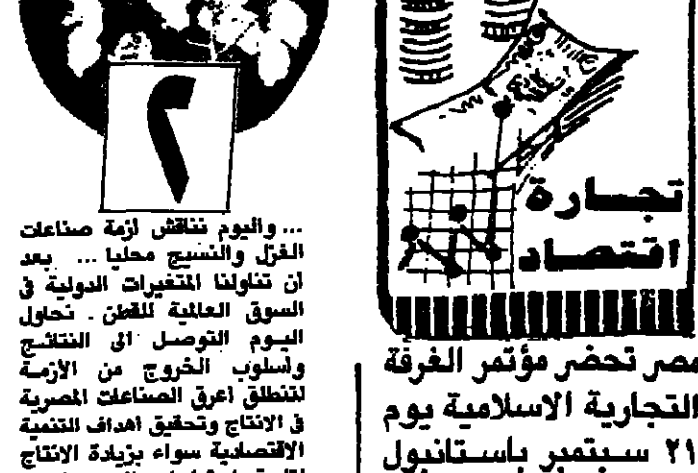 تجارة
اقتصاد
مصر تحضر مؤتمر الغرفة
التجارية الاسلامية يوم
٢١ سبتمبر باستانبول
٢
... واليوم نناقش أزمة صناعات
الغزل والنسيج محليا ... بعد
أن تناولنا المتغيرات الدولية في
السوق العالمية للقطن . نحاول
اليوم التوصل الى النتائج
وأسلوب الخروج من الأزمة
لتنطلق أعرق الصناعات المصرية
في الانتاج وتحقيق أهداف التنمية
الاقتصادية سواء بزيادة الانتاج